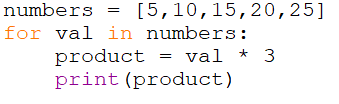 numbers = [5,10,15,20,25]
for val in numbers:
    product = val * 3
    print(product)